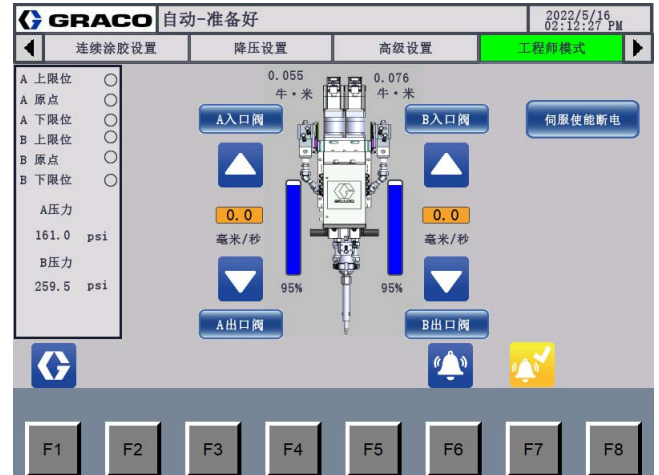 GRACO
自动-准备好
2022/5/16
02:12:27 PM
连续涂胶设置
降压设置
高级设置
工程师模式
A 上限位
A 原点
A 下限位
B 上限位
B 原点
B 下限位
A压力
161.0 psi
B压力
259.5 psi
0.055
牛·米
0.076
牛·米
A入口阀
B入口阀
伺服使能断电
GRACO
0.0
毫米/秒
0.0
毫米/秒
95%
95%
A出口阀
B出口阀
F1
F2
F3
F4
F5
F6
F7
F8